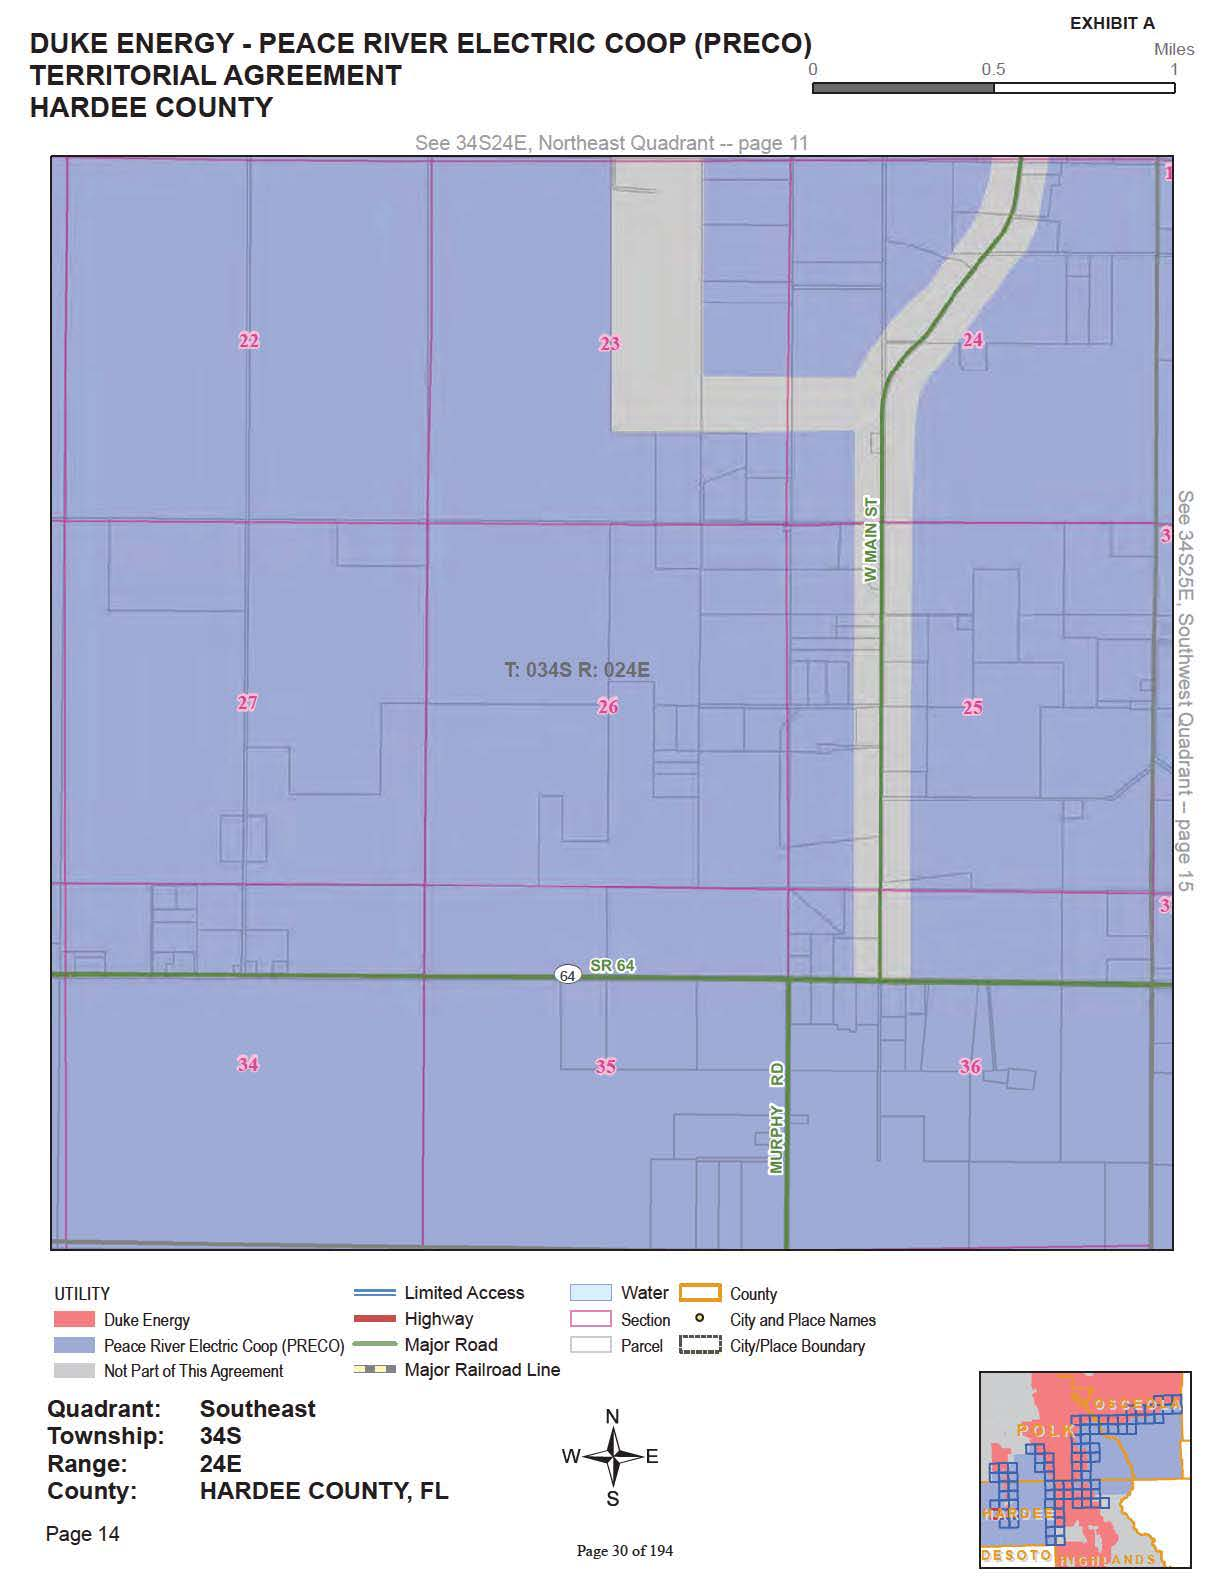 EXHIBIT A
DUKE ENERGY - PEACE RIVER ELECTRIC COOP (PRECO)
TERRITORIAL AGREEMENT
HARDEE COUNTY
Miles
0 0.5 1
See 34S24E, Northeast Quadrant -- page 11
1
22
23
24
W MAIN ST
3
See 34S25E, Southwest Quadrant -- page 15
T: 034S R: 024E
27
26
25
3
64
SR 64
34
35
36
MURPHY RD
UTILITY
Duke Energy
Peace River Electric Coop (PRECO)
Not Part of This Agreement
Limited Access
Highway
Major Road
Major Railroad Line
Water
Section
Parcel
County
City and Place Names
City/Place Boundary
Quadrant: Southeast
Township: 34S
Range: 24E
County: HARDEE COUNTY, FL
Page 14
N
W E
S
Page 30 of 194
OSCEOLA
POLK
HARDEE
DESOTO
HIGHLANDS